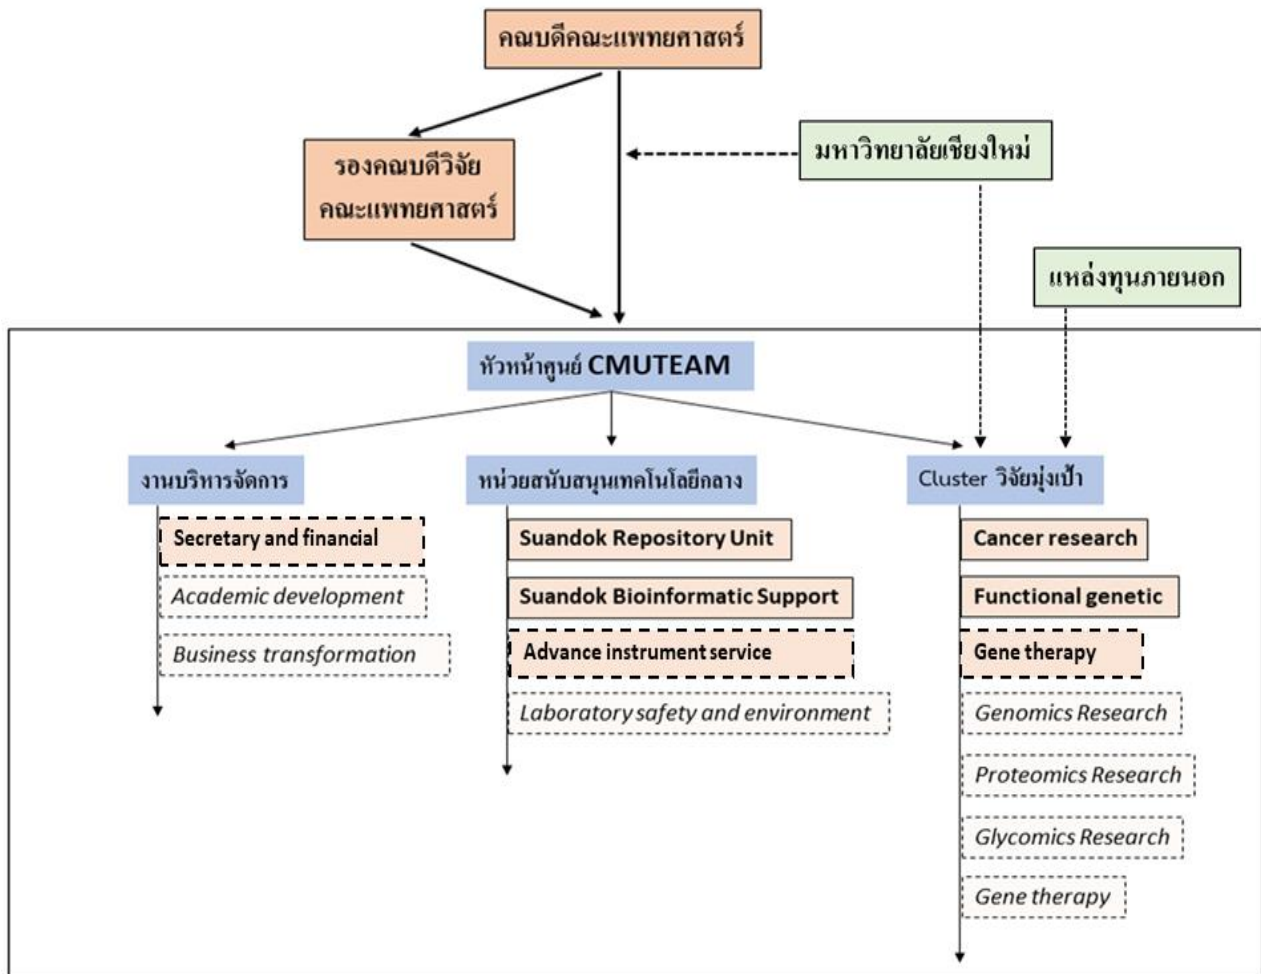 คณบดีคณะแพทยศาสตร์
รองคณบดีวิจัย
คณะแพทยศาสตร์
มหาวิทยาลัยเชียงใหม่
แหล่งทุนภายนอก
หัวหน้าศูนย์ CMUTEAM
งานบริหารจัดการ
Secretary and financial
Academic development
Business transformation
หน่วยสนับสนุนเทคโนโลยีกลาง
Suandok Repository Unit
Suandok Bioinformatic Support
Advance instrument service
Laboratory safety and environment
Cluster วิจัยมุ่งเป้า
Cancer research
Functional genetic
Gene therapy
Genomics Research
Proteomics Research
Glycomics Research
Gene therapy